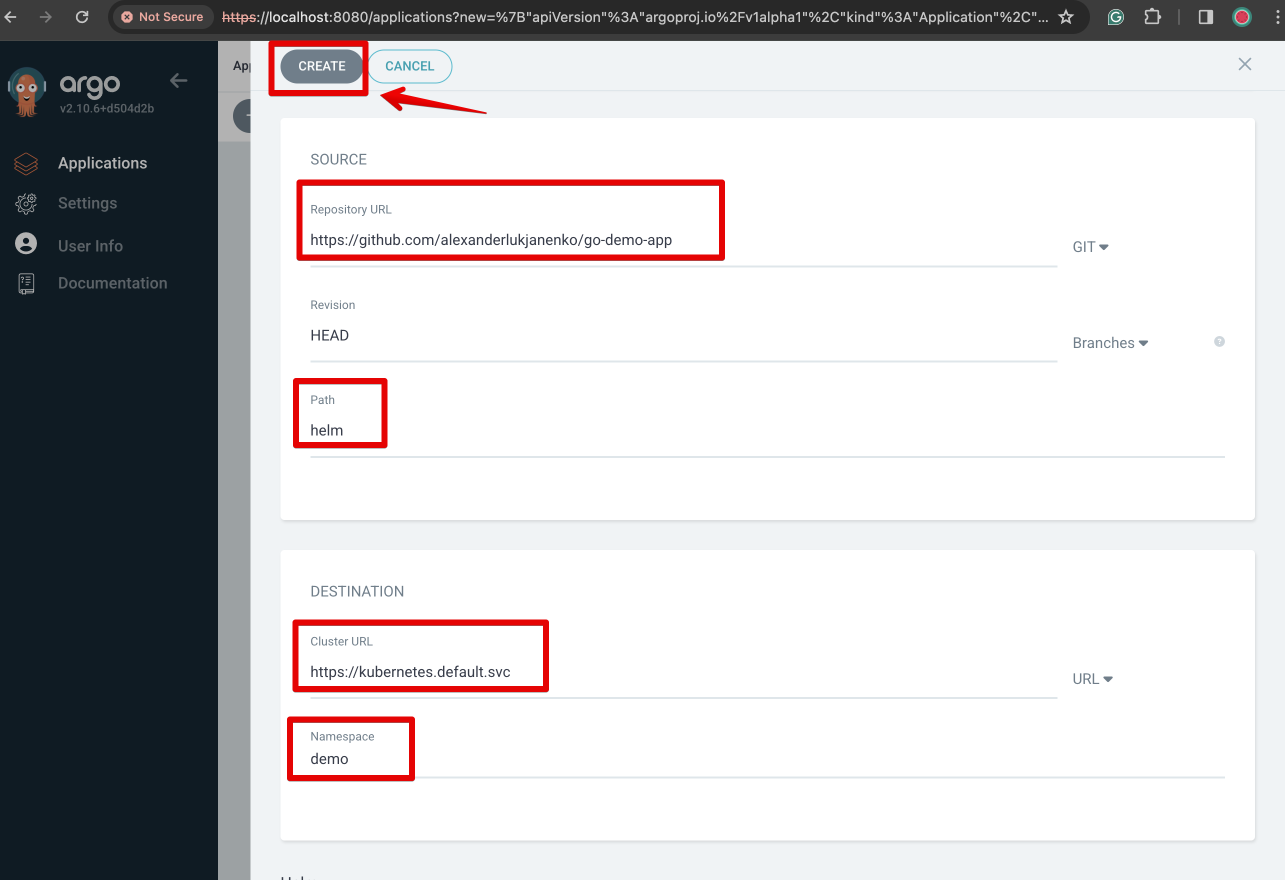 Not Secure
https://localhost:8080/applications?new=%7B"apiVersion"%3A"argoproj.io%2Fv1alpha1"%2C"kind"%3A"Application"%2C"...
argo
v2.10.6+d504d2b
Applications
Settings
User Info
Documentation
CREATE
CANCEL
SOURCE
Repository URL
https://github.com/alexanderlukjanenko/go-demo-app
GIT
Revision
HEAD
Branches
Path
helm
DESTINATION
Cluster URL
https://kubernetes.default.svc
URL
Namespace
demo